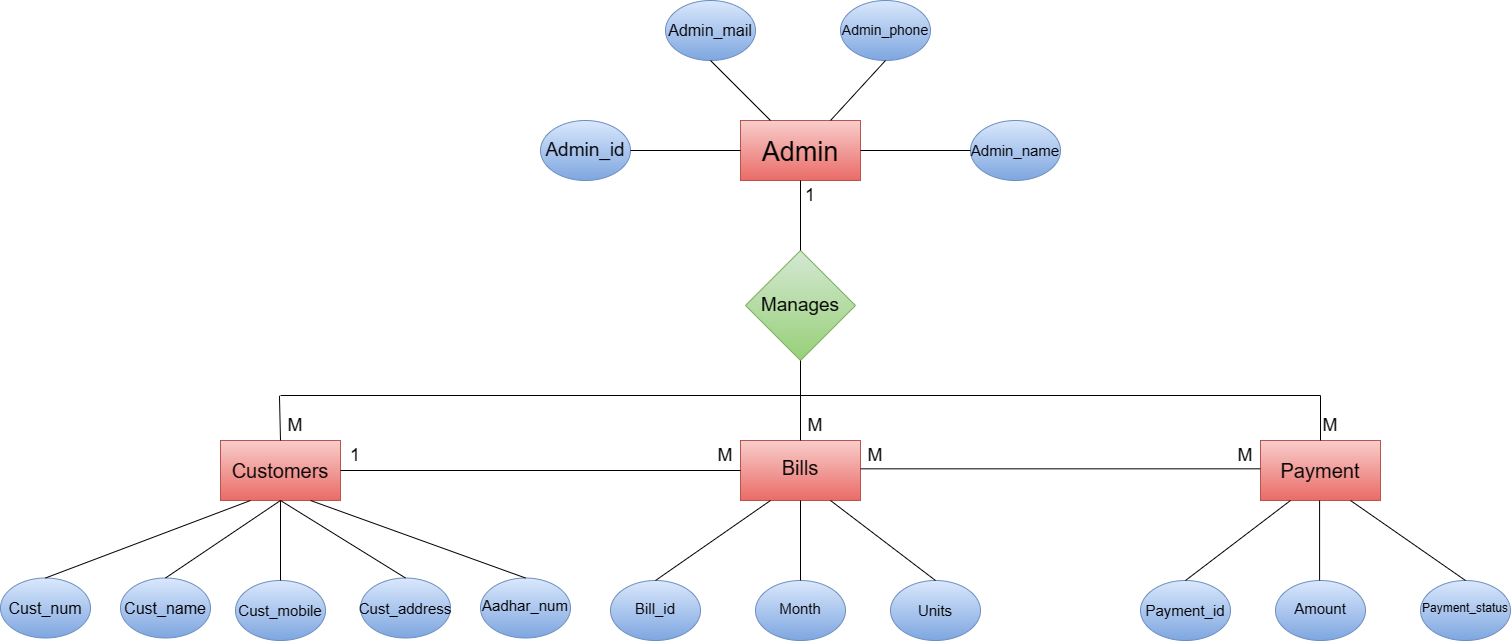 Admin_mail
Admin_phone
Admin_id
Admin
Admin_name
1
Manages
M
M
M
Customers
1
M
Bills
M
M
Payment
Cust_num
Cust_name
Cust_mobile
Cust_address
Aadhar_num
Bill_id
Month
Units
Payment_id
Amount
Payment_status